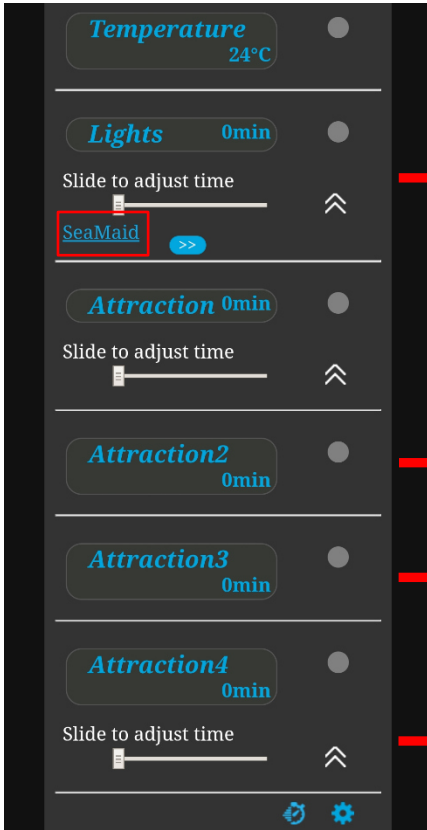 Temperature
24°C
Lights 0min
Slide to adjust time
SeaMaid >>
Attraction 0min
Slide to adjust time
Attraction2
0min
Attraction3
0min
Attraction4
0min
Slide to adjust time